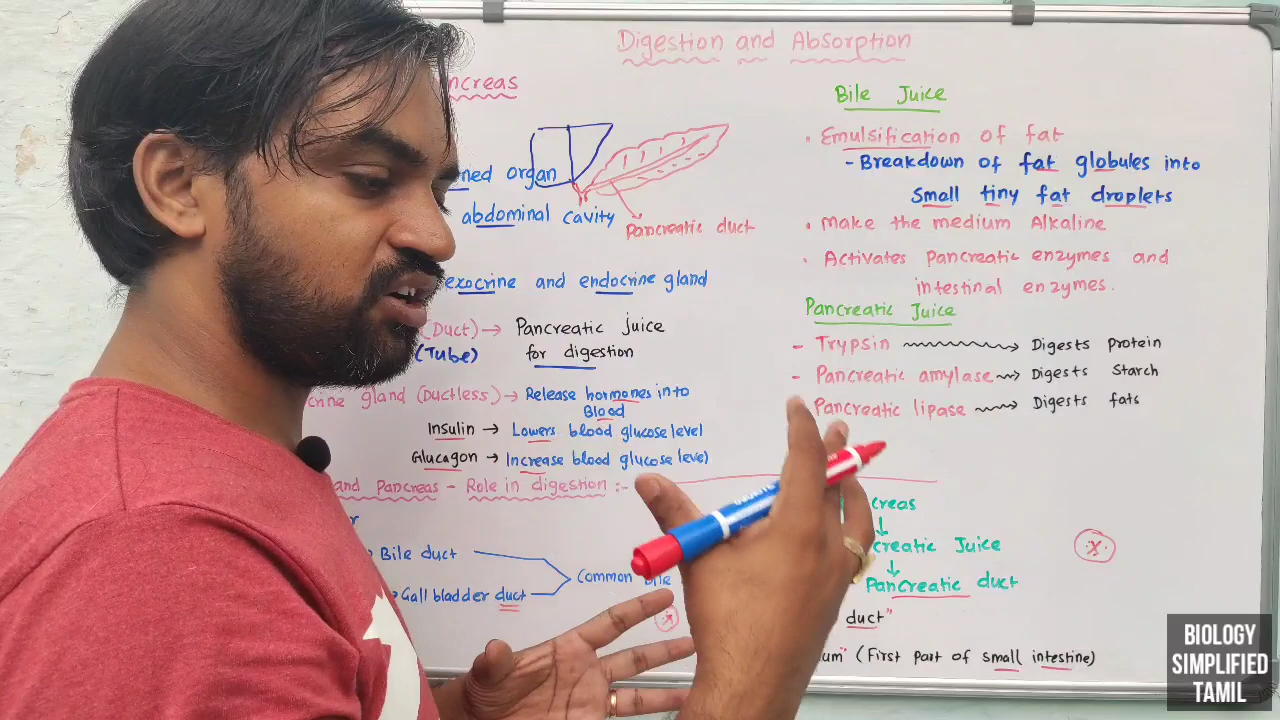 Digestion and Absorption
ncreas
ned organ
abdominal cavity
Pancreatic duct
exocrine and endocrine gland
(Duct) → Pancreatic juice
(Tube) for digestion
crine gland (Ductless) → Release hormones into
Blood
Insulin → Lowers blood glucose level
Glucagon → Increase blood glucose level
and Pancreas - Role in digestion :-
r
Bile duct
Gall bladder duct
Common Bile
Bile Juice
• Emulsification of fat
- Breakdown of fat globules into
Small tiny fat droplets
• Make the medium Alkaline
• Activates Pancreatic enzymes and
intestinal enzymes.
Pancreatic Juice
- Trypsin → Digests protein
- Pancreatic amylase → Digests Starch
Pancreatic lipase → Digests fats
creas
↓
creatic Juice
↓
Pancreatic duct
duct"
um" (First part of small intestine)
BIOLOGY
SIMPLIFIED
TAMIL